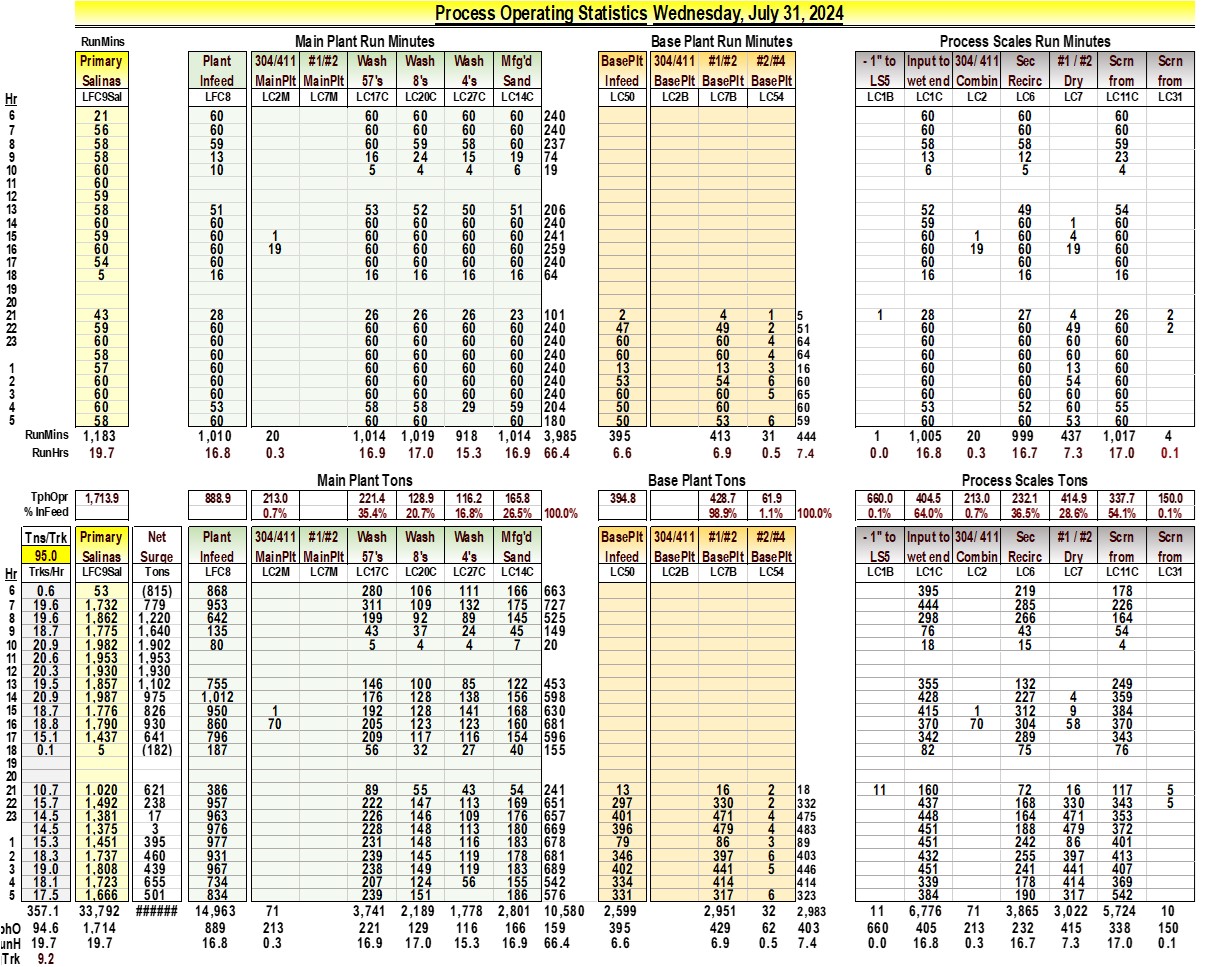 Process Operating Statistics Wednesday, July 31, 2024
RunMins Main Plant Run Minutes Base Plant Run Minutes Process Scales Run Minutes
Primary Plant 304/411 #1/#2 Wash Wash Wash Mfg'd BasePlt 304/411 #1/#2 #2/#4 - 1" to Input to 304/ 411 Sec #1 / #2 Scrn Scrn
Salinas Infeed MainPlt MainPlt 57's 8's 4's Sand Infeed BasePlt BasePlt BasePlt LS5 wet end Combin Recirc Dry from from
Hr LFC9Sal LFC8 LC2M LC7M LC17C LC20C LC27C LC14C LC50 LC2B LC7B LC54 LC1B LC1C LC2 LC6 LC7 LC11C LC31
6 21 60 60 60 60 60 240 60 60 60
7 56 60 60 60 60 60 240 60 60 60
8 58 59 60 59 58 60 237 58 58 59
9 58 13 16 24 15 19 74 13 12 23
10 60 10 5 4 4 6 19 6 5 4
11 60
12 59
13 58 51 53 52 50 51 206 52 49 54
14 60 60 60 60 60 60 240 59 60 1 60
15 59 60 1 60 60 60 60 241 60 1 60 4 60
16 60 60 19 60 60 60 60 259 60 19 60 19 60
17 54 60 60 60 60 60 240 60 60 60
18 5 16 16 16 16 16 64 16 16 16
19
20
21 43 28 26 26 26 23 101 2 4 1 5 1 28 27 4 26 2
22 59 60 60 60 60 60 240 47 49 2 51 60 60 49 60 2
23 60 60 60 60 60 60 240 60 60 4 64 60 60 60 60
58 60 60 60 60 60 240 60 60 4 64 60 60 60 60
1 57 60 60 60 60 60 240 13 13 3 16 60 60 13 60
2 60 60 60 60 60 60 240 53 54 6 60 60 60 54 60
3 60 60 60 60 60 60 240 60 60 5 65 60 60 60 60
4 60 53 58 58 29 59 204 50 60 60 53 52 60 55
5 58 60 60 60 60 180 50 53 6 59 60 60 53 60
RunMins 1,183 1,010 20 1,014 1,019 918 1,014 3,985 395 413 31 444 1 1,005 20 999 437 1,017 4
RunHrs 19.7 16.8 0.3 16.9 17.0 15.3 16.9 66.4 6.6 6.9 0.5 7.4 0.0 16.8 0.3 16.7 7.3 17.0 0.1
Main Plant Tons Base Plant Tons Process Scales Tons
TphOpr 1,713.9 888.9 213.0 221.4 128.9 116.2 165.8 394.8 428.7 61.9 660.0 404.5 213.0 232.1 414.9 337.7 150.0
% InFeed 0.7% 35.4% 20.7% 16.8% 26.5% 100.0% 98.9% 1.1% 100.0% 0.1% 64.0% 0.7% 36.5% 28.6% 54.1% 0.1%
Tns/Trk Primary Net Plant 304/411 #1/#2 Wash Wash Wash Mfg'd BasePlt 304/411 #1/#2 #2/#4 - 1" to Input to 304/ 411 Sec #1 / #2 Scrn Scrn
95.0 Salinas Surge Infeed MainPlt MainPlt 57's 8's 4's Sand Infeed BasePlt BasePlt BasePlt LS5 wet end Combin Recirc Dry from from
Hr Trks/Hr LFC9Sal Tons LFC8 LC2M LC7M LC17C LC20C LC27C LC14C LC50 LC2B LC7B LC54 LC1B LC1C LC2 LC6 LC7 LC11C LC31
6 0.6 53 (815) 868 280 106 111 166 663 395 219 178
7 19.6 1,732 779 953 311 109 132 175 727 444 285 226
8 19.6 1,862 1,220 642 199 92 89 145 525 298 266 164
9 18.7 1,775 1,640 135 43 37 24 45 149 76 43 54
10 20.9 1,982 1,902 80 5 4 4 7 20 18 15 4
11 20.6 1,953 1,953
12 20.3 1,930 1,930
13 19.5 1,857 1,102 755 146 100 85 122 453 355 132 249
14 20.9 1,987 975 1,012 176 128 138 156 598 428 227 4 359
15 18.7 1,776 826 950 1 192 128 141 168 630 415 1 312 9 384
16 18.8 1,790 930 860 70 205 123 123 160 681 370 70 304 58 370
17 15.1 1,437 641 796 209 117 116 154 596 342 289 343
18 0.1 5 (182) 187 56 32 27 40 155 82 75 76
19
20
21 10.7 1,020 621 386 89 55 43 54 241 13 16 2 18 11 160 72 16 117 5
22 15.7 1,492 238 957 222 147 113 169 651 297 330 2 332 437 168 330 343 5
23 14.5 1,381 17 963 226 146 109 176 657 401 471 4 475 448 164 471 353
14.5 1,375 3 976 228 148 113 180 669 396 479 4 483 451 188 479 372
1 15.3 1,451 395 977 231 148 116 183 678 79 86 3 89 451 242 86 401
2 18.3 1,737 460 931 239 145 119 178 681 346 397 6 403 432 255 397 413
3 19.0 1,808 439 967 238 149 119 183 689 402 441 5 446 451 241 441 407
4 18.1 1,723 655 734 207 124 56 155 542 334 414 414 339 178 414 369
5 17.5 1,666 501 834 239 151 186 576 331 317 6 323 384 190 317 542
357.1 33,792 ###### 14,963 71 3,741 2,189 1,778 2,801 10,580 2,599 2,951 32 2,983 11 6,776 71 3,865 3,022 5,724 10
phO 94.6 1,714 889 213 221 129 116 166 159 395 429 62 403 660 405 213 232 415 338 150
unH 19.7 19.7 16.8 0.3 16.9 17.0 15.3 16.9 66.4 6.6 6.9 0.5 7.4 0.0 16.8 0.3 16.7 7.3 17.0 0.1
Trk 9.2